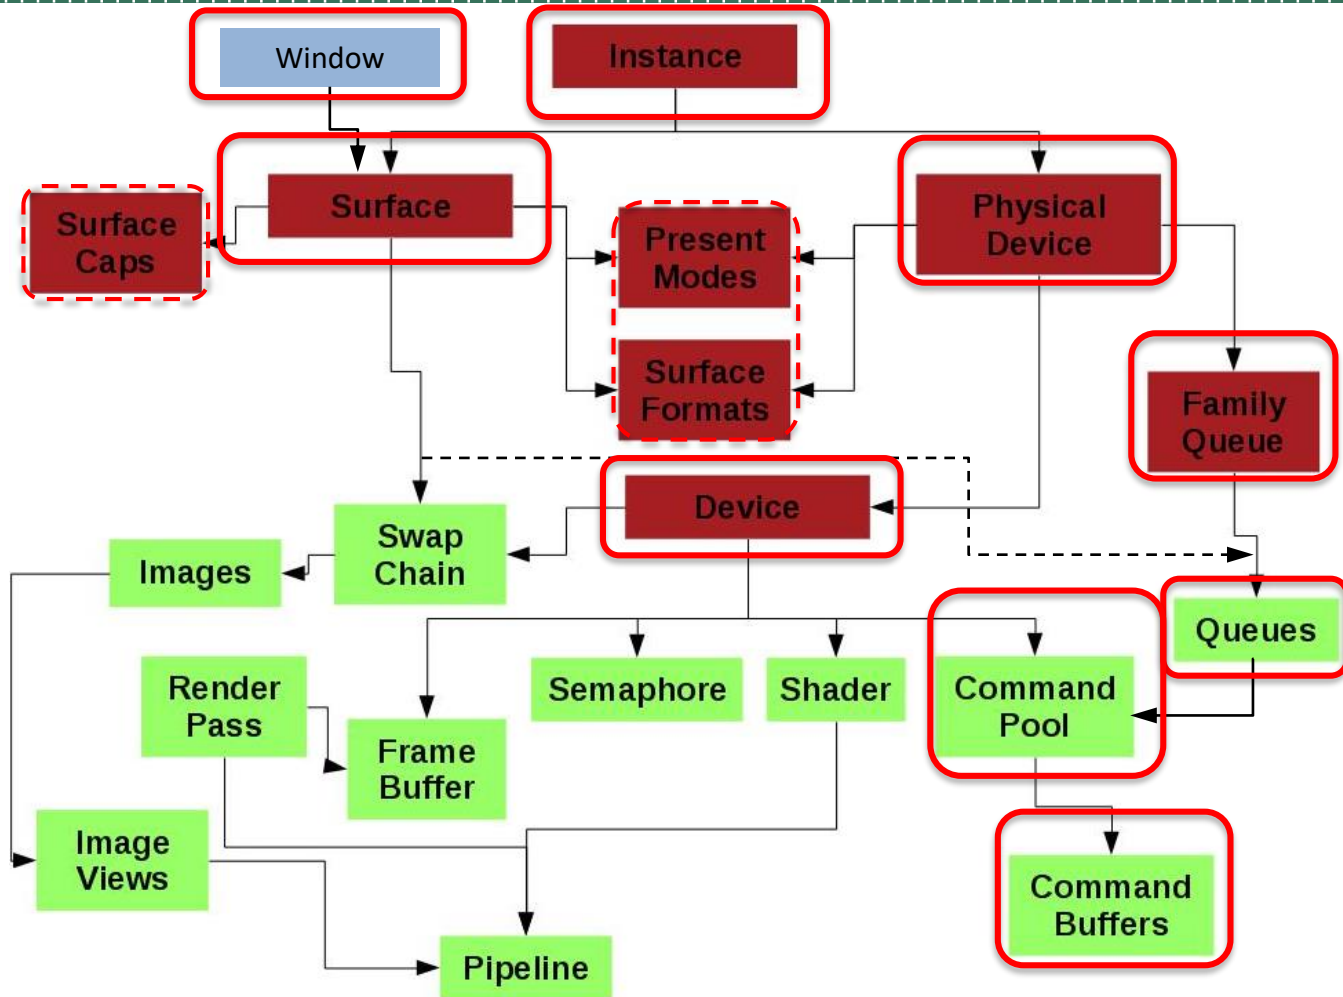 Window
Instance
Surface
Caps
Surface
Present
Modes
Physical
Device
Surface
Formats
Family
Queue
Device
Swap
Chain
Images
Queues
Render
Pass
Semaphore
Shader
Command
Pool
Frame
Buffer
Image
Views
Command
Buffers
Pipeline